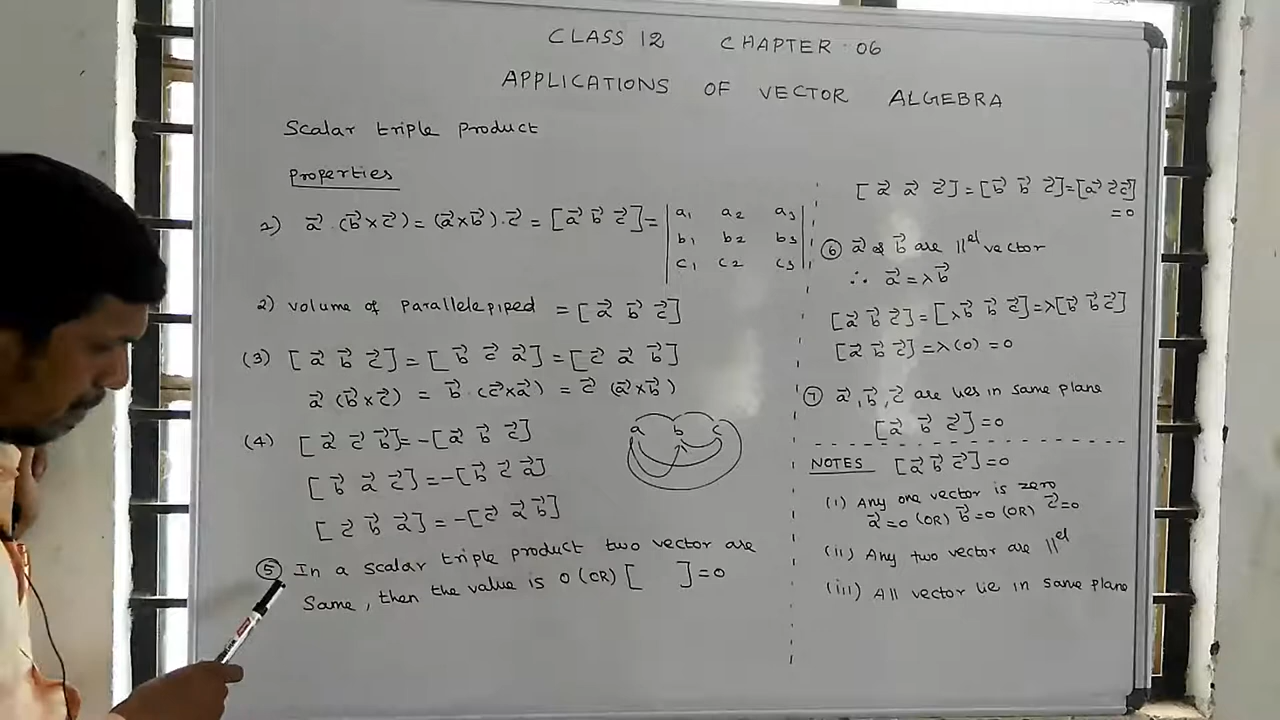 CLASS 12 CHAPTER - 06
APPLICATIONS OF VECTOR ALGEBRA
Scalar triple product
properties
1) a⃗ . (b⃗ × c⃗) = (a⃗ × b⃗) . c⃗ = [a⃗ b⃗ c⃗] = | a₁ a₂ a₃
b₁ b₂ b₃
c₁ c₂ c₃ |
2) volume of parallelepiped = [a⃗ b⃗ c⃗]
(3) [a⃗ b⃗ c⃗] = [b⃗ c⃗ a⃗] = [c⃗ a⃗ b⃗]
a⃗ (b⃗ × c⃗) = b⃗ . (c⃗ × a⃗) = c⃗ (a⃗ × b⃗)
(4) [a⃗ c⃗ b⃗] = -[a⃗ b⃗ c⃗]
[b⃗ a⃗ c⃗] = -[b⃗ c⃗ a⃗]
[c⃗ b⃗ a⃗] = -[c⃗ a⃗ b⃗]
a b c
⑤ In a scalar triple product two vector are
Same, then the value is 0 (OR) [ ] = 0
[a⃗ a⃗ c⃗] = [b⃗ b⃗ c⃗] = [a⃗ c⃗ c⃗]
= 0
⑥ a⃗ & b⃗ are ||el vector
∴ a⃗ = λb⃗
[a⃗ b⃗ c⃗] = [λb⃗ b⃗ c⃗] = λ[b⃗ b⃗ c⃗]
[a⃗ b⃗ c⃗] = λ(0) = 0
⑦ a⃗, b⃗, c⃗ are lies in same plane
[a⃗ b⃗ c⃗] = 0
NOTES [a⃗ b⃗ c⃗] = 0
(i) Any one vector is zero
a⃗ = 0 (OR) b⃗ = 0 (OR) c⃗ = 0
(ii) Any two vector are ||el
(iii) All vector lie in same plane